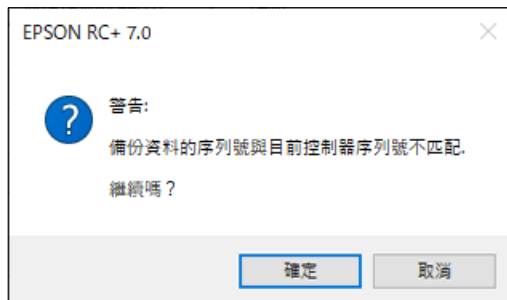 EPSON RC+ 7.0
警告:
備份資料的序列號與目前控制器序列號不匹配.
繼續嗎？
確定
取消